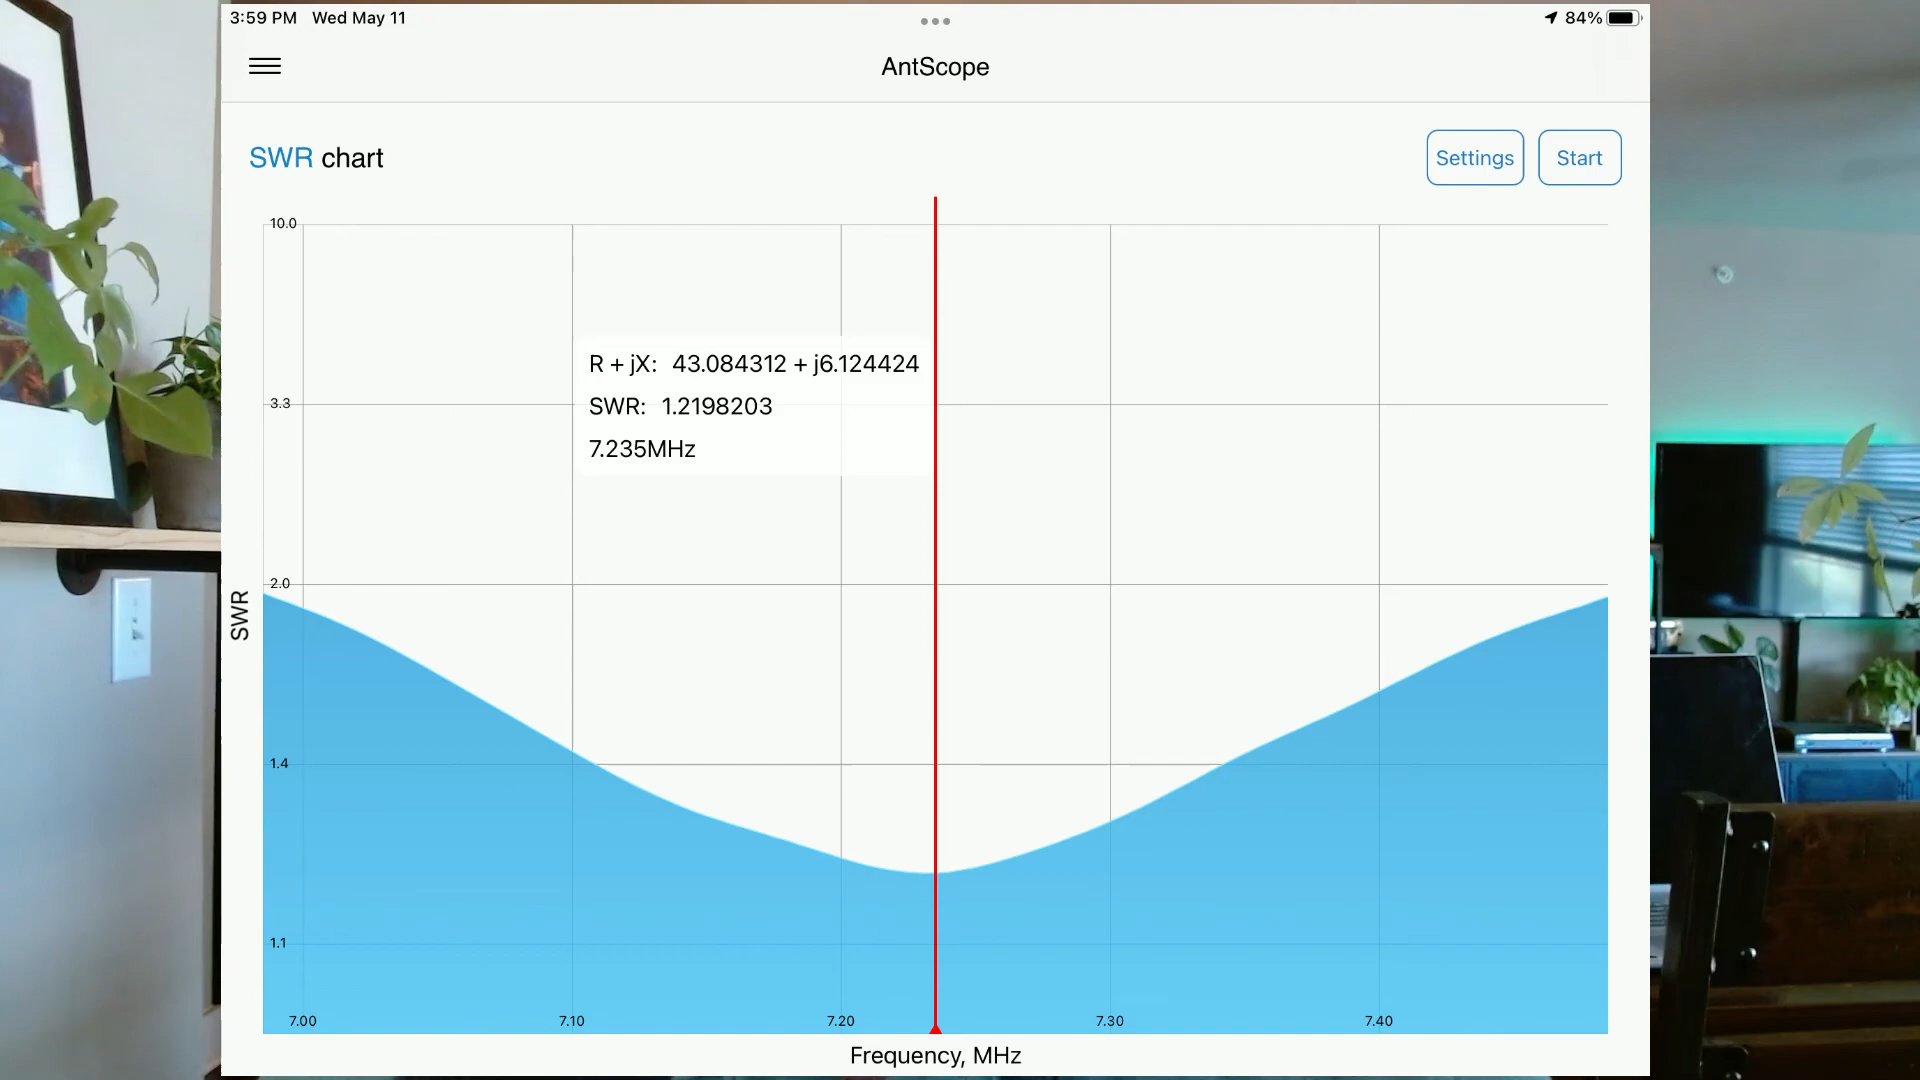 3:59 PM Wed May 11
84%
AntScope
SWR chart
Settings
Start
10.0
3.3
2.0
1.4
1.1
SWR
R + jX: 43.084312 + j6.124424
SWR: 1.2198203
7.235MHz
7.00 7.10 7.20 7.30 7.40
Frequency, MHz